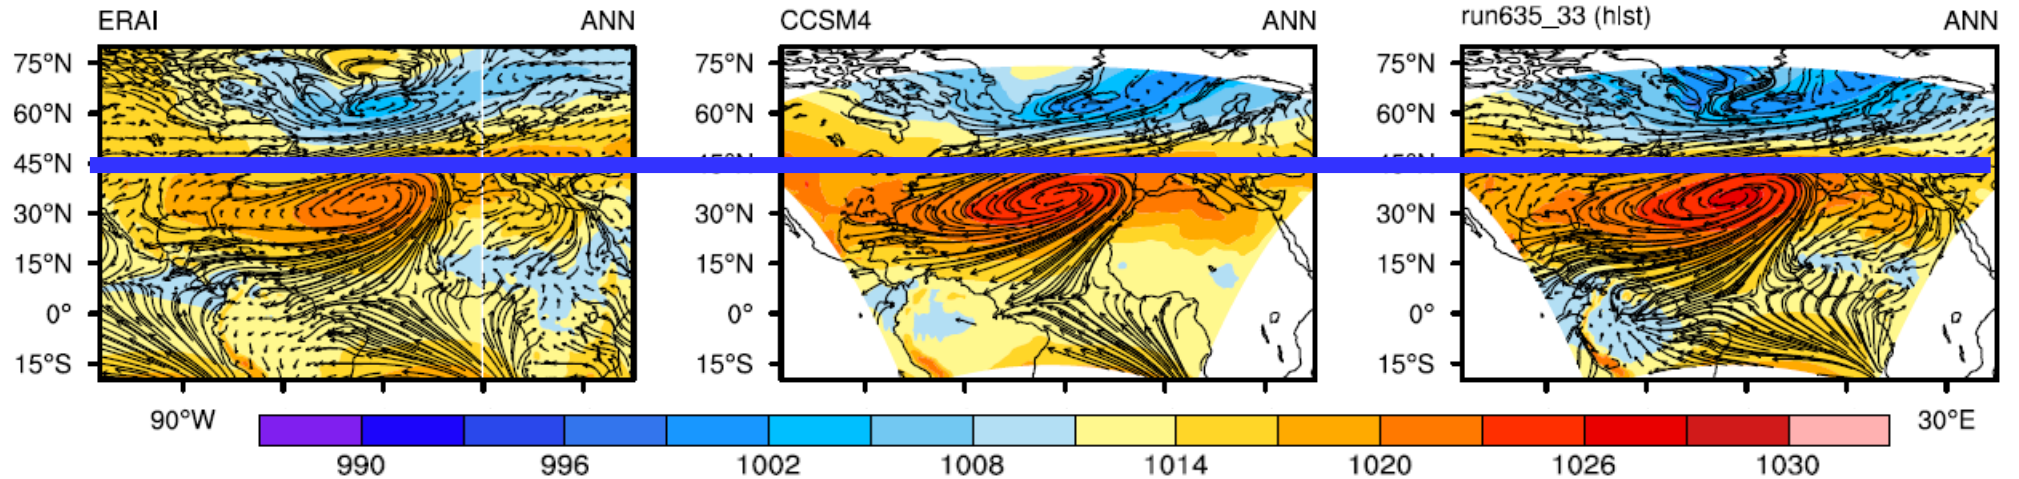 ERAI ANN CCSM4 ANN run635_33 (hist) ANN
75°N 75°N 75°N
60°N 60°N 60°N
45°N
30°N 30°N 30°N
15°N 15°N 15°N
0° 0° 0°
15°S 15°S 15°S
90°W 30°E
990 996 1002 1008 1014 1020 1026 1030